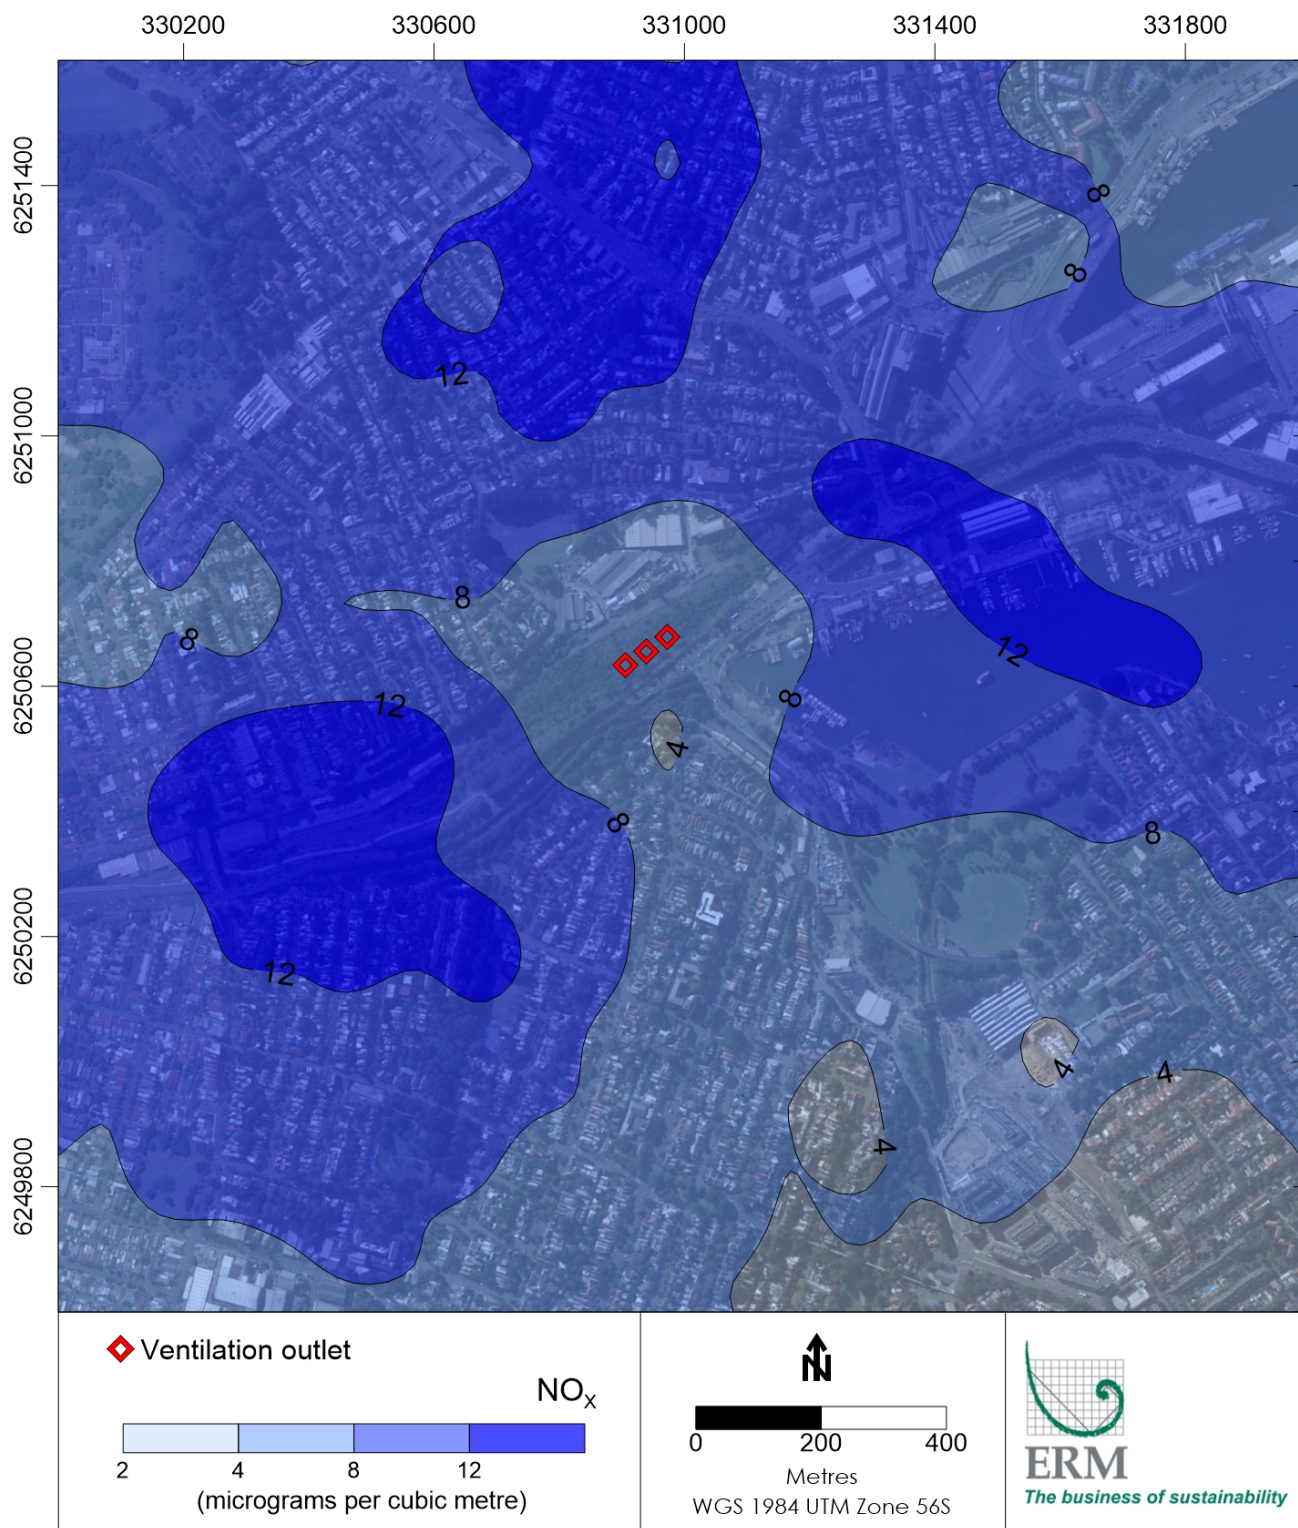 330200 330600 331000 331400 331800
6251400
6251000
6250600
6250200
6249800
8
8
12
8
8
12
12
8
4
8
8
12
4
4
4
Ventilation outlet
NOX
2 4 8 12
(micrograms per cubic metre)
N
0 200 400
Metres
WGS 1984 UTM Zone 56S
ERM
The business of sustainability